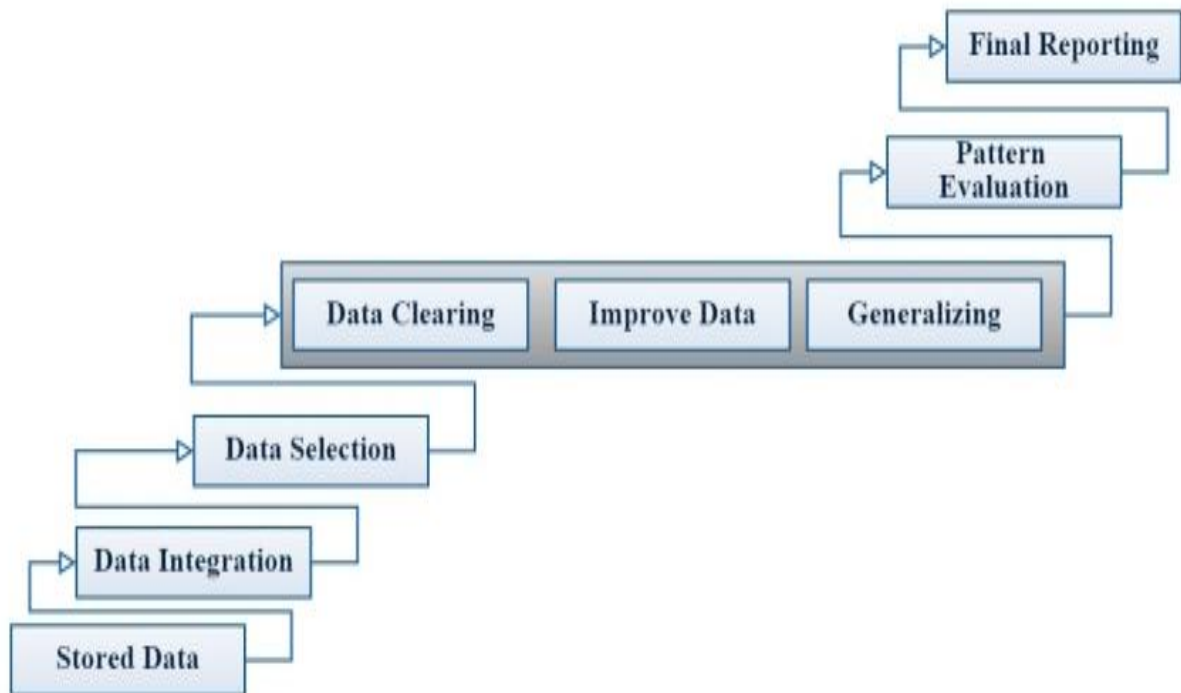 Final Reporting
Pattern
Evaluation
Data Clearing
Improve Data
Generalizing
Data Selection
Data Integration
Stored Data